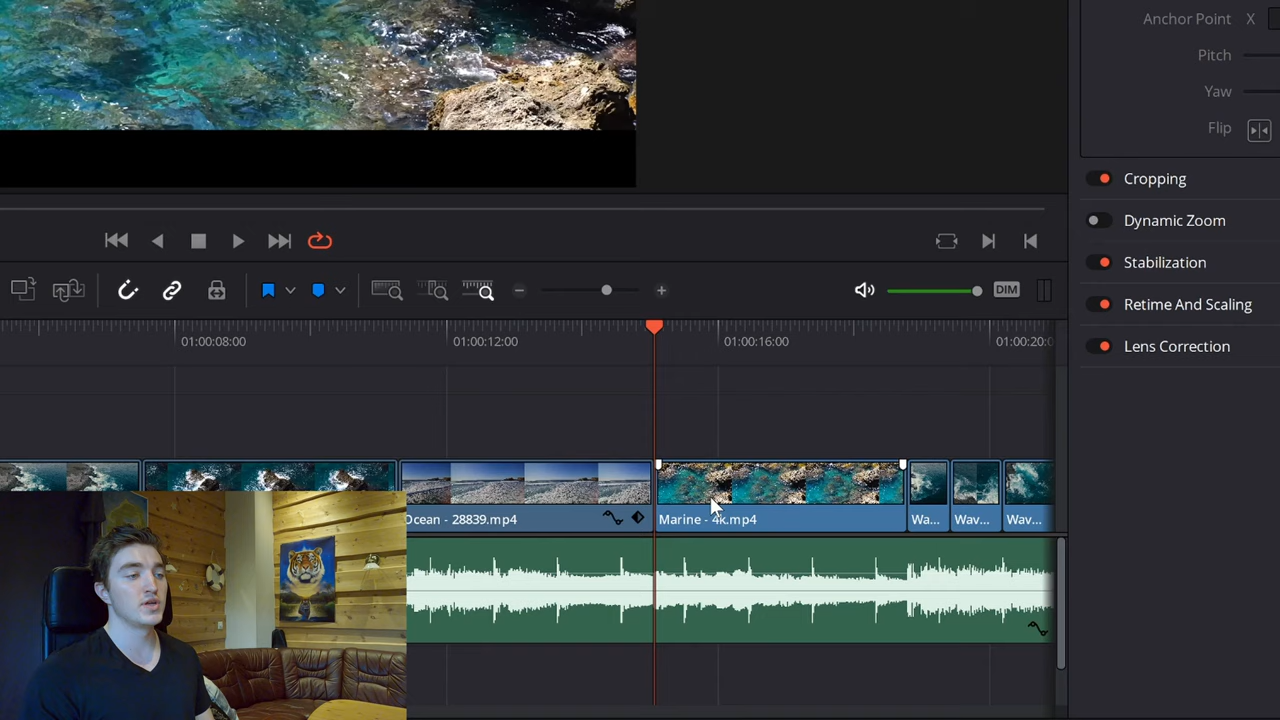 Anchor Point X
Pitch
Yaw
Flip
Cropping
Dynamic Zoom
Stabilization
Retime And Scaling
Lens Correction
DIM
01:00:08:00
01:00:12:00
01:00:16:00
01:00:20:0
Ocean - 28839.mp4
Marine - 4k.mp4
Wa...
Wav...
Wav...